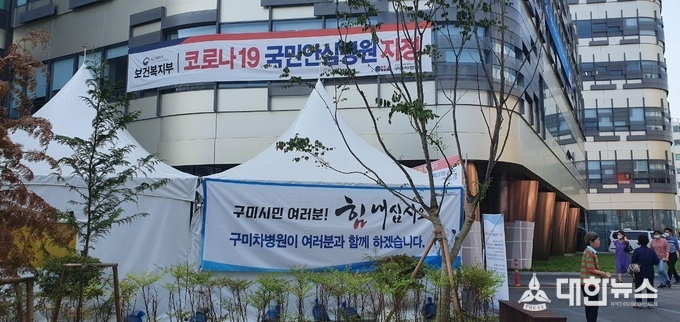 보건복지부 코로나19 국민안심병원 지정
구미시민 여러분! 힘내십시
구미차병원이 여러분과 함께 하겠습니다.
PRESS 대한뉴스